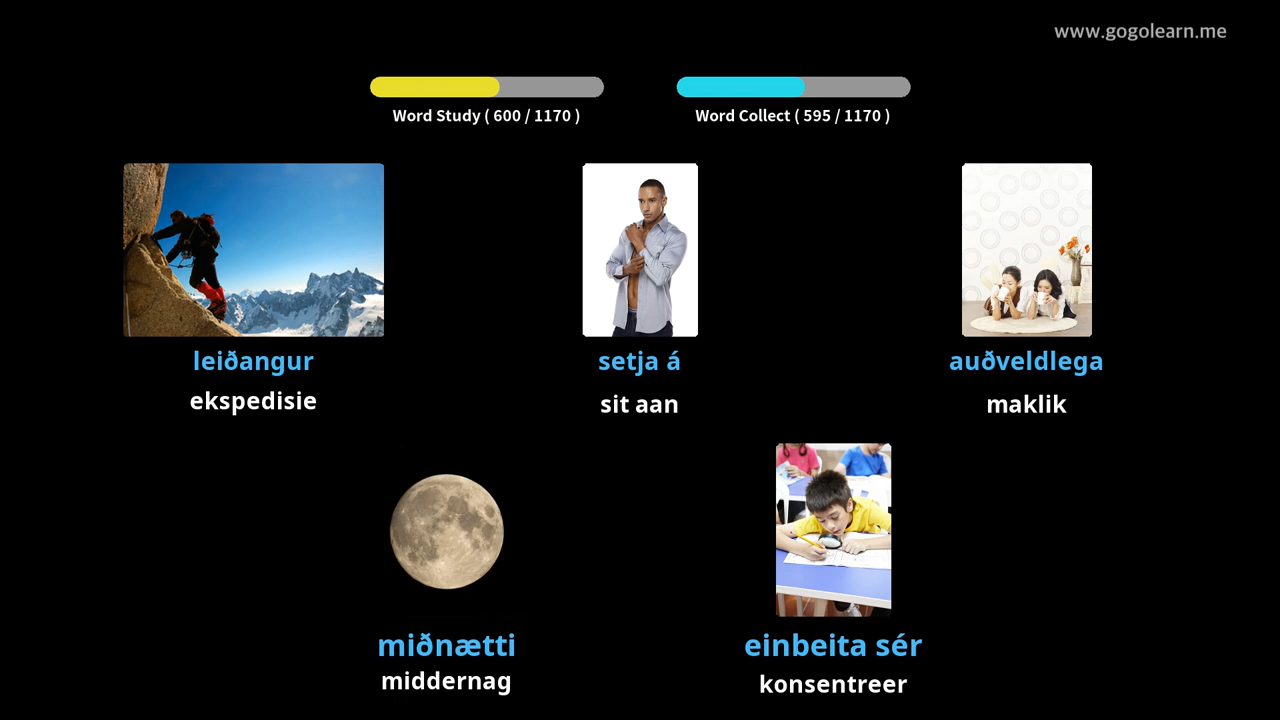 www.gogolearn.me
Word Study ( 600 / 1170 )
Word Collect ( 595 / 1170 )
leiðangur
ekspedisie
setja á
sit aan
auðveldlega
maklik
miðnætti
middernag
einbeita sér
konsentreer